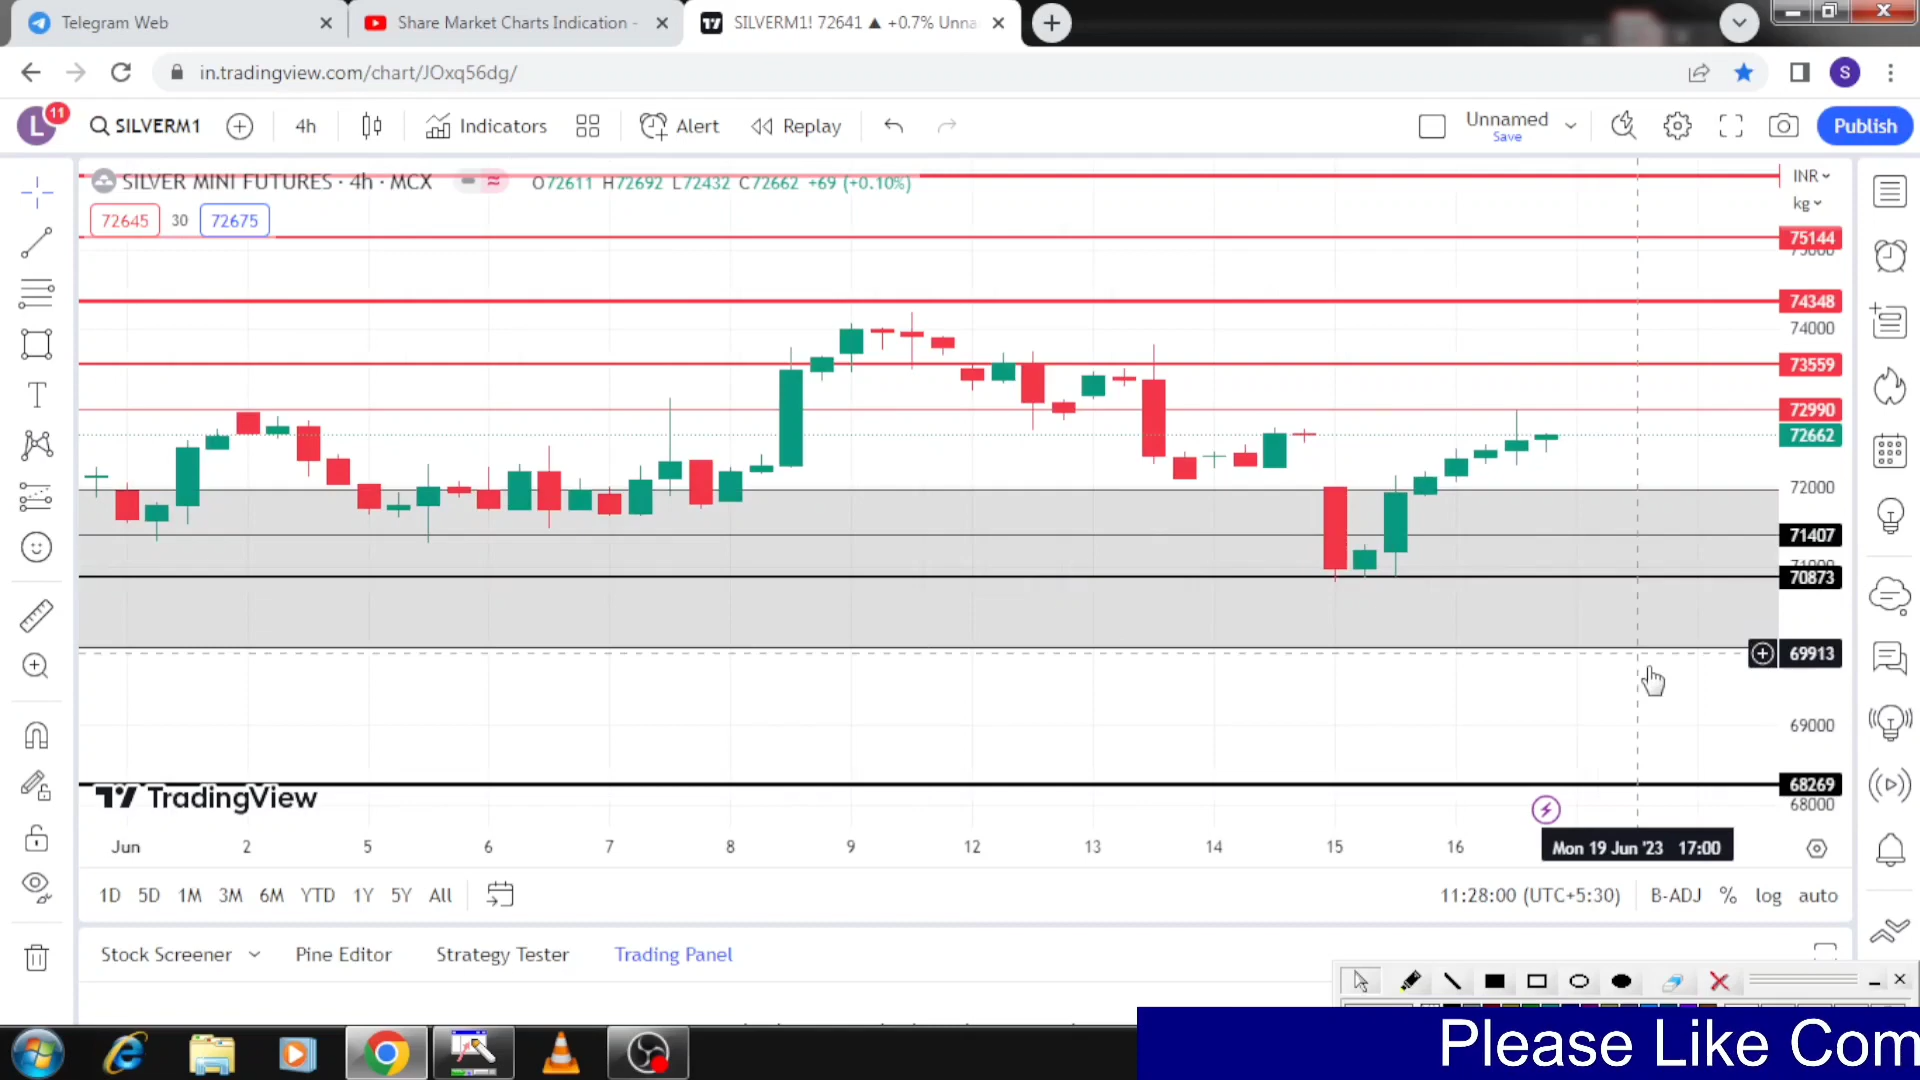 Telegram Web
Share Market Charts Indication -
SILVERM1! 72641 ▲ +0.7% Unna
in.tradingview.com/chart/JOxq56dg/
S
L
11
SILVERM1
4h
Indicators
Alert
Replay
Unnamed
Save
Publish
SILVER MINI FUTURES · 4h · MCX
O72611 H72692 L72432 C72662 +69 (+0.10%)
INR
kg
72645
30
72675
75144
75000
74348
74000
73559
72990
72662
72000
71407
71000
70873
69913
69000
68269
68000
TradingView
Jun
2
5
6
7
8
9
12
13
14
15
16
Mon 19 Jun '23 17:00
1D
5D
1M
3M
6M
YTD
1Y
5Y
All
11:28:00 (UTC+5:30)
B-ADJ
%
log
auto
Stock Screener
Pine Editor
Strategy Tester
Trading Panel
Please Like Com